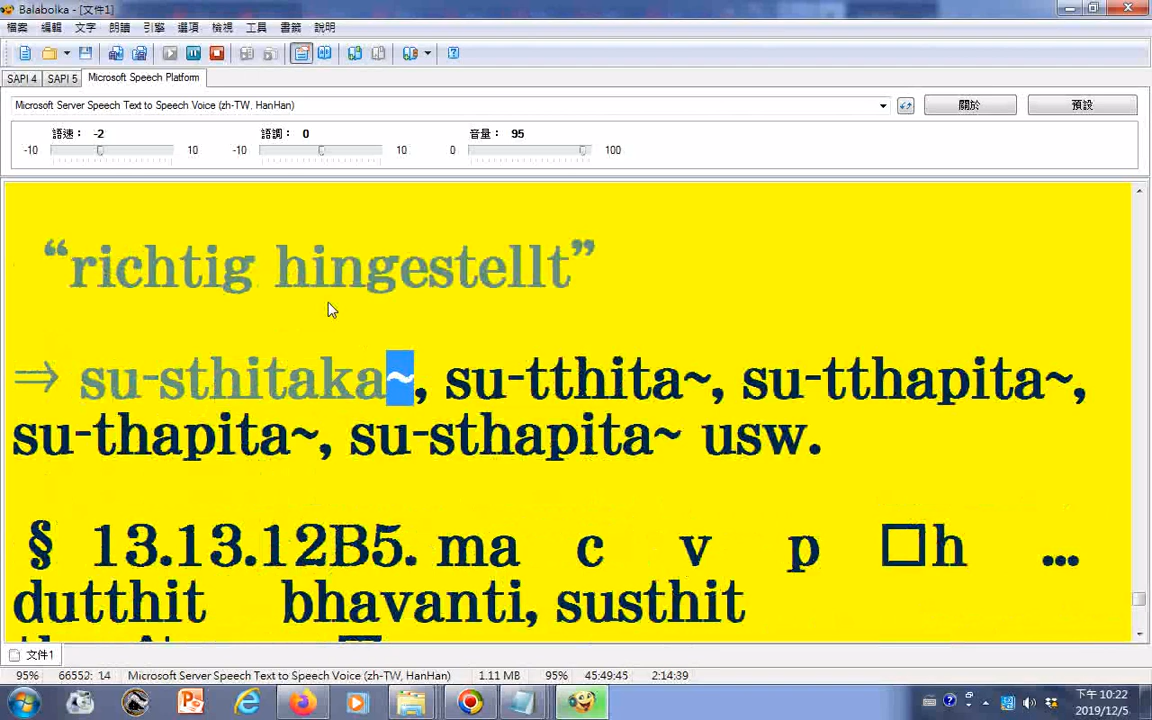 Balabolka - [文件1]
檔案 編輯 文字 朗讀 引擎 選項 檢視 工具 書籤 說明
SAPI 4 SAPI 5 Microsoft Speech Platform
Microsoft Server Speech Text to Speech Voice (zh-TW, HanHan) 關於 預設
語速： -2 語調： 0 音量： 95
-10 10 -10 10 0 100
“richtig hingestellt”
⇒ su-sthitaka~, su-tthita~, su-tthapita~,
su-thapita~, su-sthapita~ usw.
§ 13.13.12B5. ma c v p □h ...
dutthit bhavanti, susthit
文件1
95% 66552: 14 Microsoft Server Speech Text to Speech Voice (zh-TW, HanHan) 1.11 MB 95% 45:49:45 2:14:39
下午 10:22
2019/12/5